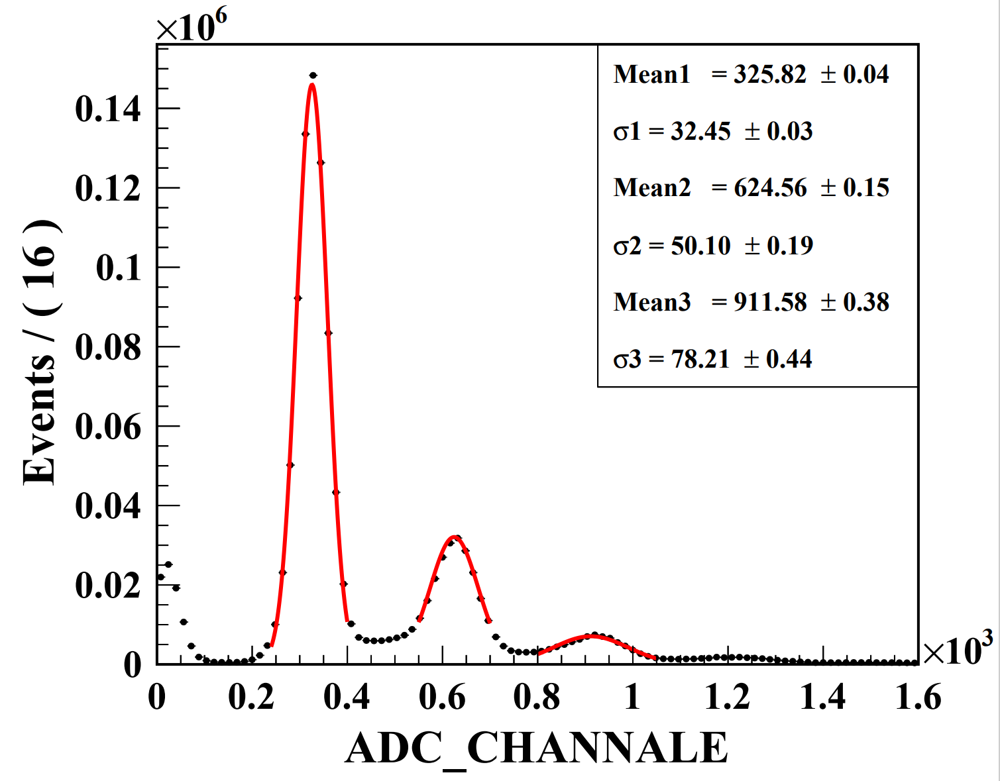 ×10⁶
Mean1 = 325.82 ± 0.04
σ1 = 32.45 ± 0.03
Mean2 = 624.56 ± 0.15
σ2 = 50.10 ± 0.19
Mean3 = 911.58 ± 0.38
σ3 = 78.21 ± 0.44
Events / ( 16 )
0.14
0.12
0.1
0.08
0.06
0.04
0.02
0
×10³
0 0.2 0.4 0.6 0.8 1 1.2 1.4 1.6
ADC_CHANNALE